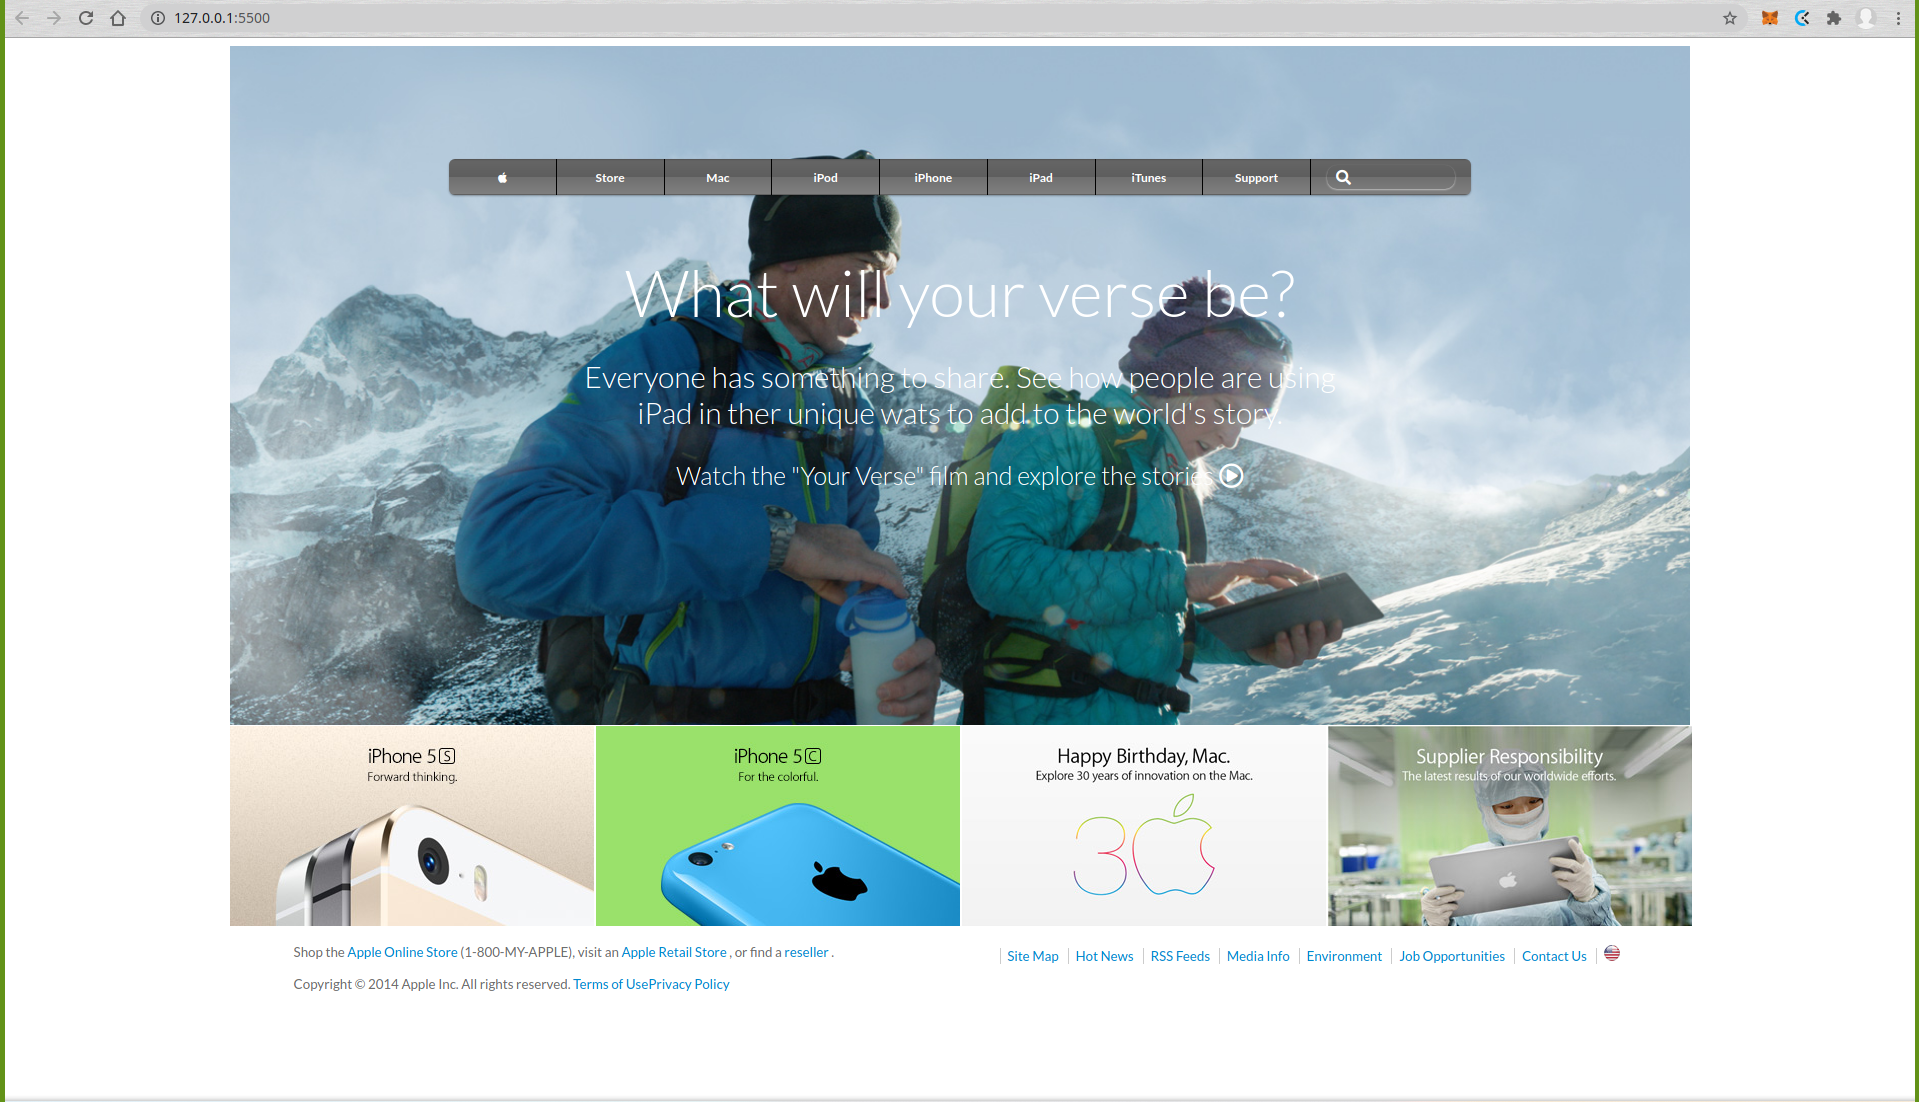 127.0.0.1:5500
Store Mac iPod iPhone iPad iTunes Support
What will your verse be?
Everyone has something to share. See how people are using
iPad in ther unique wats to add to the world's story.
Watch the "Your Verse" film and explore the stories
iPhone 5S
Forward thinking.
iPhone 5C
For the colorful.
Happy Birthday, Mac.
Explore 30 years of innovation on the Mac.
30
Supplier Responsibility
The latest results of our worldwide efforts.
Shop the Apple Online Store (1-800-MY-APPLE), visit an Apple Retail Store , or find a reseller .
Site Map Hot News RSS Feeds Media Info Environment Job Opportunities Contact Us
Copyright © 2014 Apple Inc. All rights reserved. Terms of UsePrivacy Policy